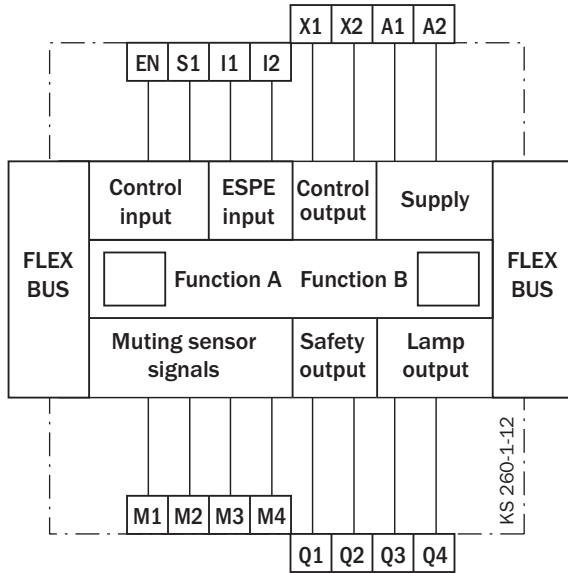 X1 X2 A1 A2
EN S1 I1 I2
Control input
ESPE input
Control output
Supply
FLEX BUS
Function A Function B
FLEX BUS
Muting sensor signals
Safety output
Lamp output
KS 260-1-12
M1 M2 M3 M4
Q1 Q2 Q3 Q4